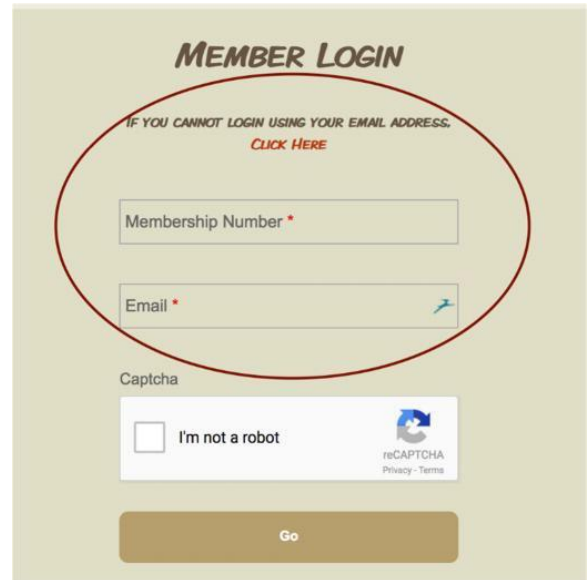 MEMBER LOGIN
IF YOU CANNOT LOGIN USING YOUR EMAIL ADDRESS.
CLICK HERE
Membership Number *
Email *
Captcha
I'm not a robot
reCAPTCHA
Privacy - Terms
Go